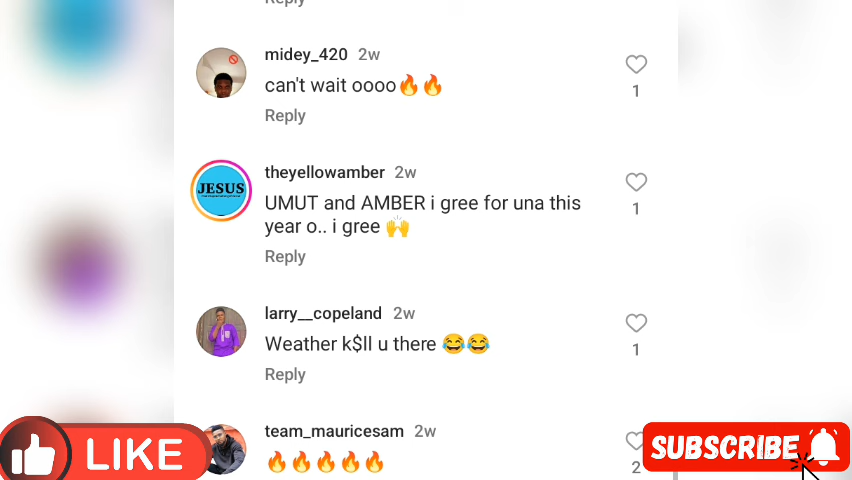 Reply
midey_420 2w
can't wait oooo🔥🔥
1
Reply
JESUS
theyellowamber 2w
UMUT and AMBER i gree for una this
year o.. i gree 🙌
1
Reply
larry__copeland 2w
Weather k$ll u there 😂😂
1
Reply
team_mauricesam 2w
🔥🔥🔥🔥🔥
2
LIKE
SUBSCRIBE